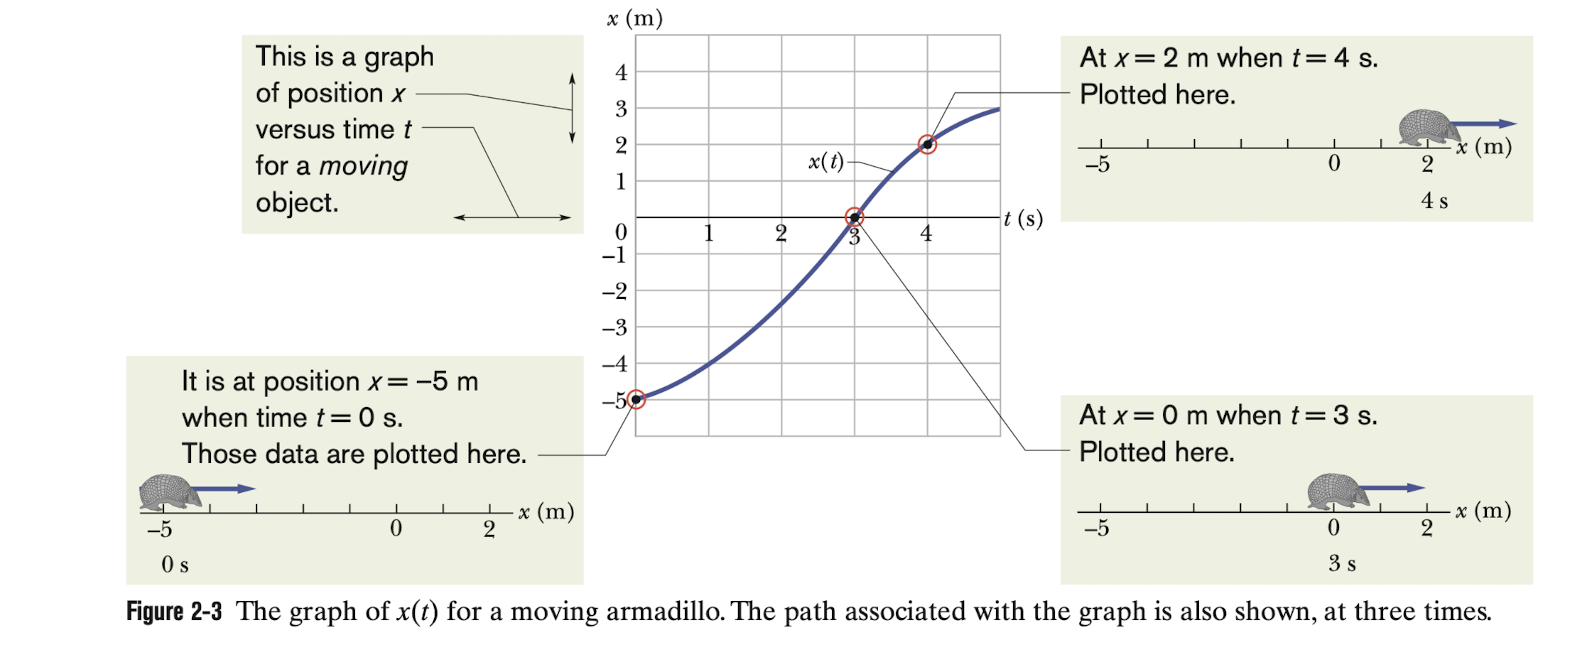 This is a graph
of position x
versus time t
for a moving
object.
x (m)
4
3
2
1
0
–1
–2
–3
–4
–5
1 2 3 4
t (s)
x(t)
At x = 2 m when t = 4 s.
Plotted here.
–5 0 2 x (m)
4 s
It is at position x = –5 m
when time t = 0 s.
Those data are plotted here.
–5 0 2 x (m)
0 s
At x = 0 m when t = 3 s.
Plotted here.
–5 0 2 x (m)
3 s
Figure 2-3 The graph of x(t) for a moving armadillo. The path associated with the graph is also shown, at three times.